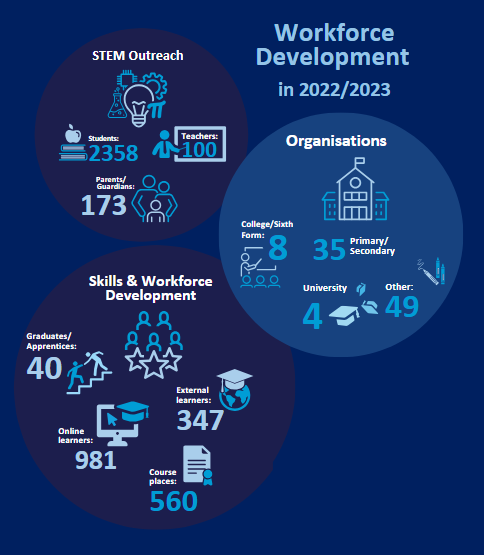 Workforce
Development
in 2022/2023
STEM Outreach
Students:
2358
Teachers:
100
Parents/
Guardians:
173
Organisations
College/Sixth
Form:
8
35
Primary/
Secondary
University
4
Other:
49
Skills & Workforce
Development
Graduates/
Apprentices:
40
External
learners:
347
Online
learners:
981
Course
places:
560